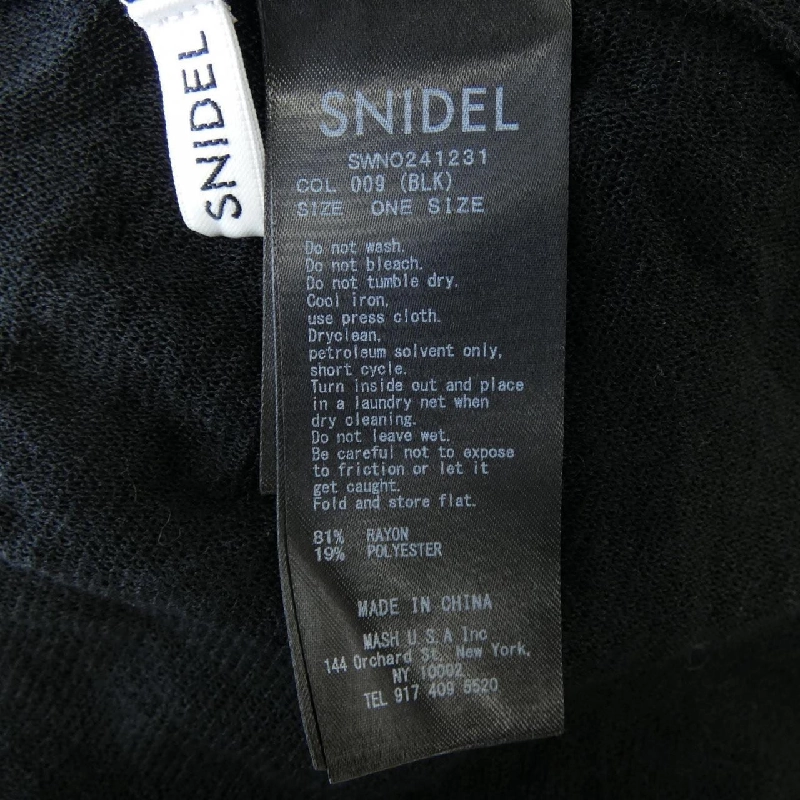 SNIDEL
SNIDEL
SWNO241231
COL 009 (BLK)
SIZE ONE SIZE
Do not wash.
Do not bleach.
Do not tumble dry.
Cool iron,
use press cloth.
Dryclean,
petroleum solvent only,
short cycle.
Turn inside out and place
in a laundry net when
dry cleaning.
Do not leave wet.
Be careful not to expose
to friction or let it
get caught.
Fold and store flat.
81% RAYON
19% POLYESTER
MADE IN CHINA
MASH U.S.A Inc
144 Orchard St, New York,
NY 10002
TEL 917 409 5520